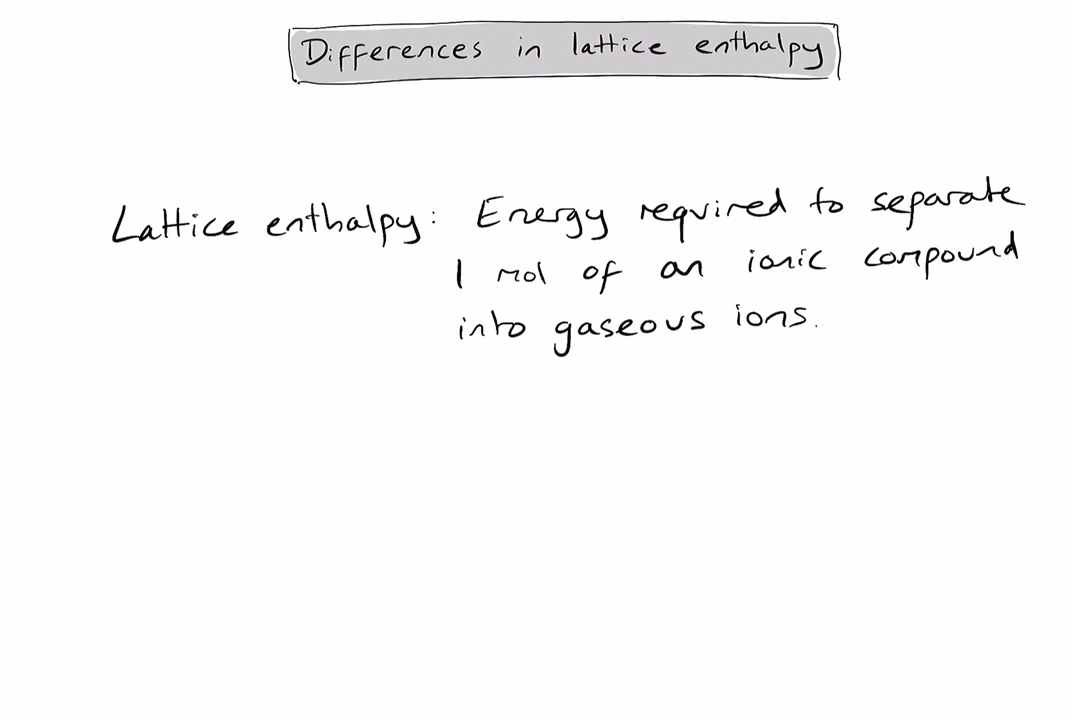 Differences in lattice enthalpy
Lattice enthalpy: Energy required to separate
1 mol of an ionic compound
into gaseous ions.